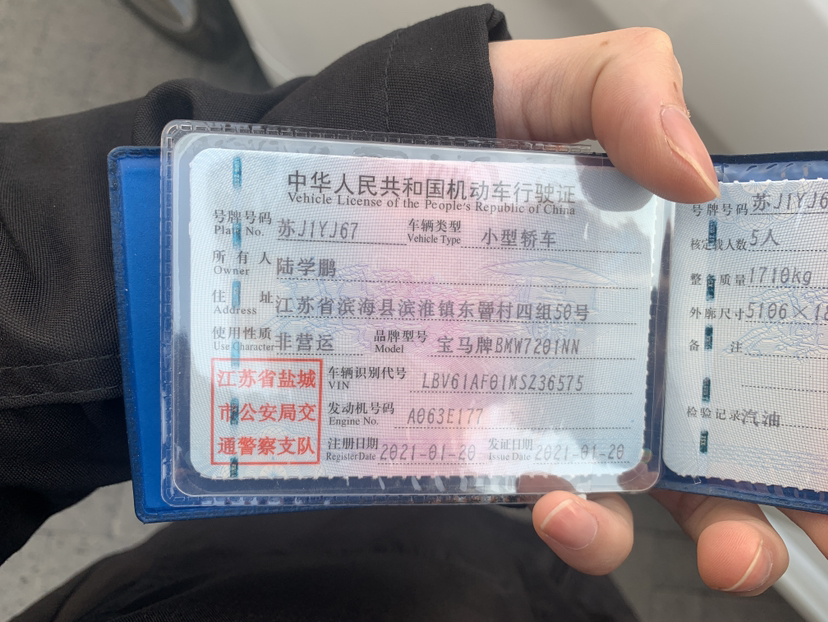 中华人民共和国机动车行驶证
Vehicle License of the People's Republic of China
号牌号码 苏J1YJ67 车辆类型 小型轿车
Plate No. Vehicle Type
所有人 陆学鹏
Owner
住址 江苏省滨海县滨淮镇东罾村四组50号
Address
使用性质 非营运 品牌型号 宝马牌BMW7201NN
Use Character Model
江苏省盐城
市公安局交
通警察支队
车辆识别代号 LBV61AF01MSZ36575
VIN
发动机号码 A063E177
Engine No.
注册日期 2021-01-20 发证日期 2021-01-20
Register Date Issue Date
号牌号码 苏J1YJ6
核定载人数 5人
整备质量 1710kg
外廓尺寸 5106×18
备注
检验记录 汽油